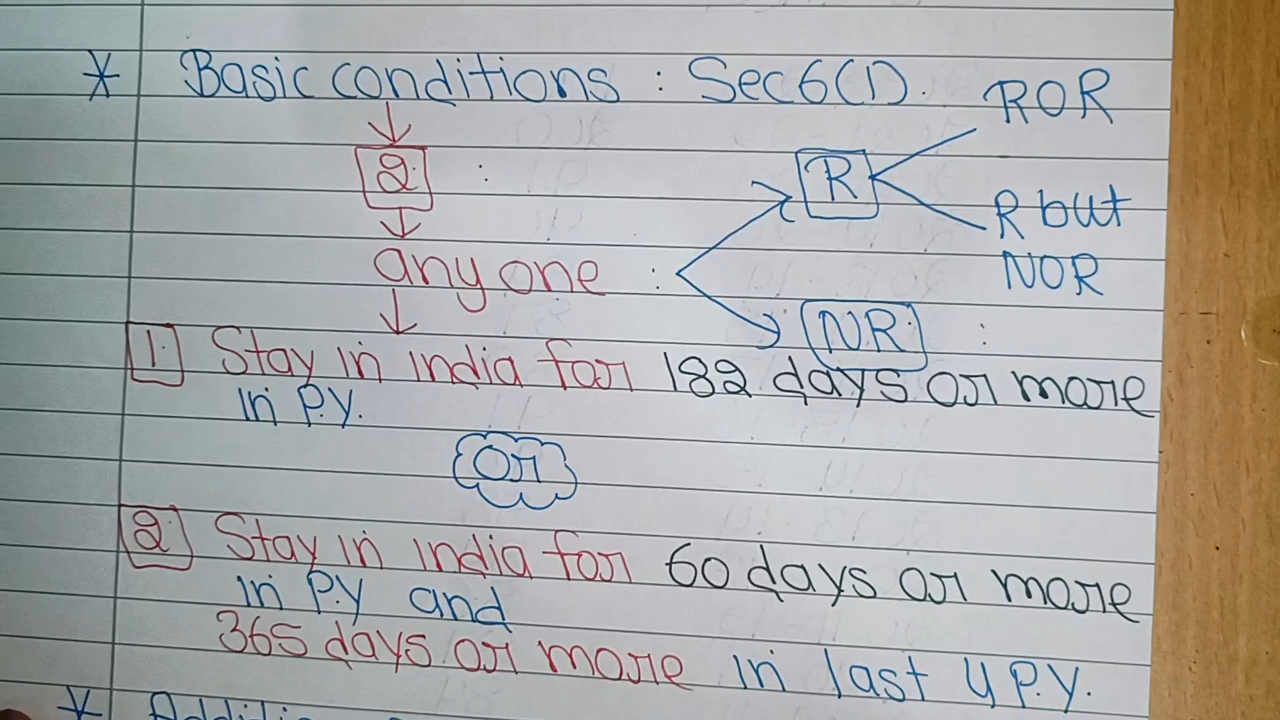 * Basic conditions : Sec 6(1).
ROR
2 :
R
R but
NOR
any one :
NR :
1. Stay in india for 182 days or more
in P.Y.
Or
2. Stay in india for 60 days or more
in P.Y and
365 days or more in last 4 P.Y.
*